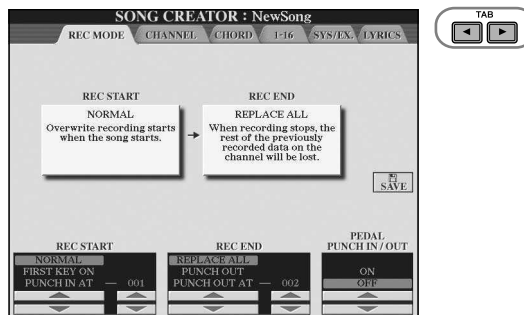 SONG CREATOR : NewSong
TAB
REC MODE CHANNEL CHORD 1-16 SYS/EX. LYRICS
REC START
NORMAL
Overwrite recording starts
when the song starts.
REC END
REPLACE ALL
When recording stops, the
rest of the previously
recorded data on the
channel will be lost.
SAVE
REC START
NORMAL
FIRST KEY ON
PUNCH IN AT — 001
REC END
REPLACE ALL
PUNCH OUT
PUNCH OUT AT — 002
PEDAL
PUNCH IN / OUT
ON
OFF